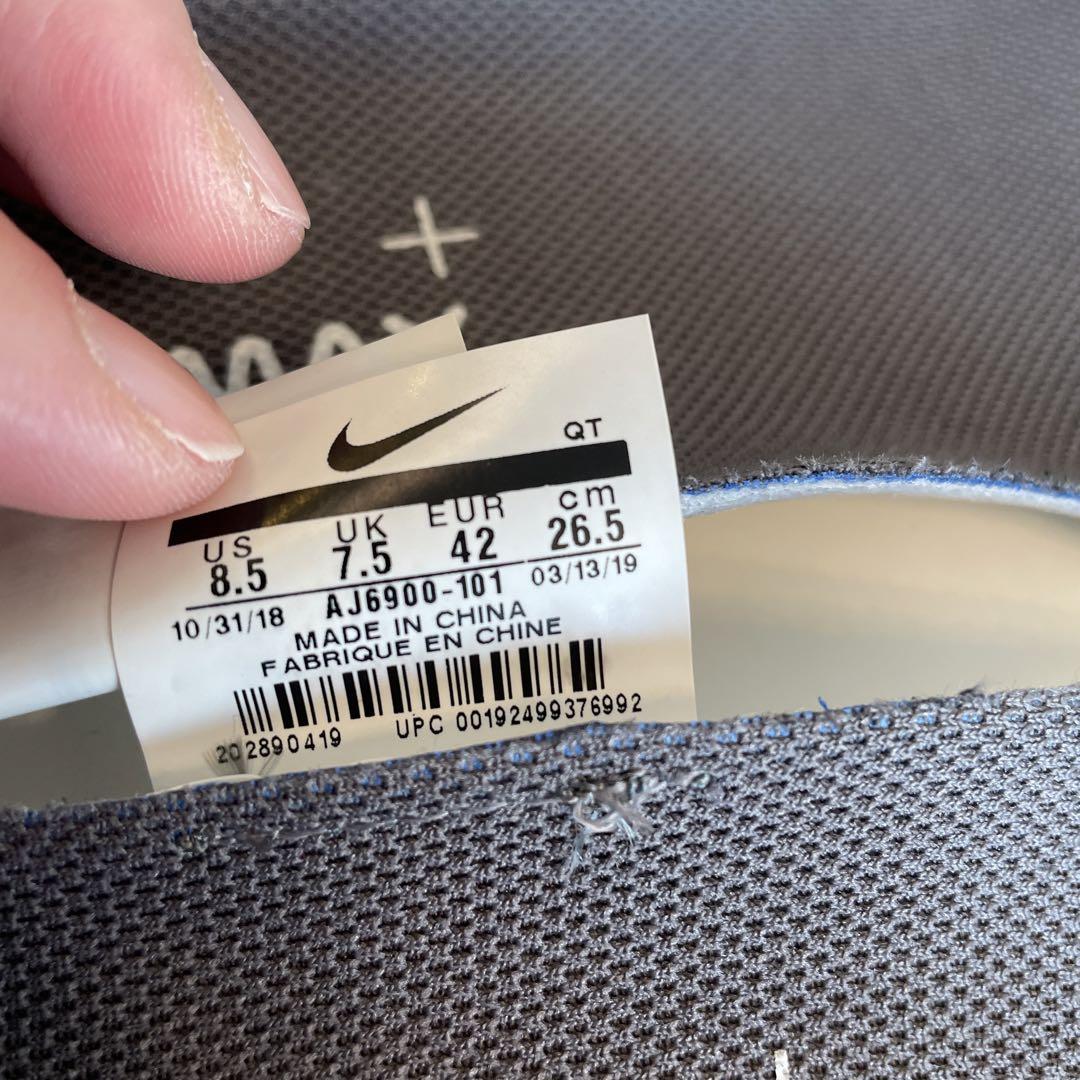 MAX
QT
US UK EUR cm
8.5 7.5 42 26.5
10/31/18 AJ6900-101 03/13/19
MADE IN CHINA
FABRIQUE EN CHINE
202890419 UPC 00192499376992